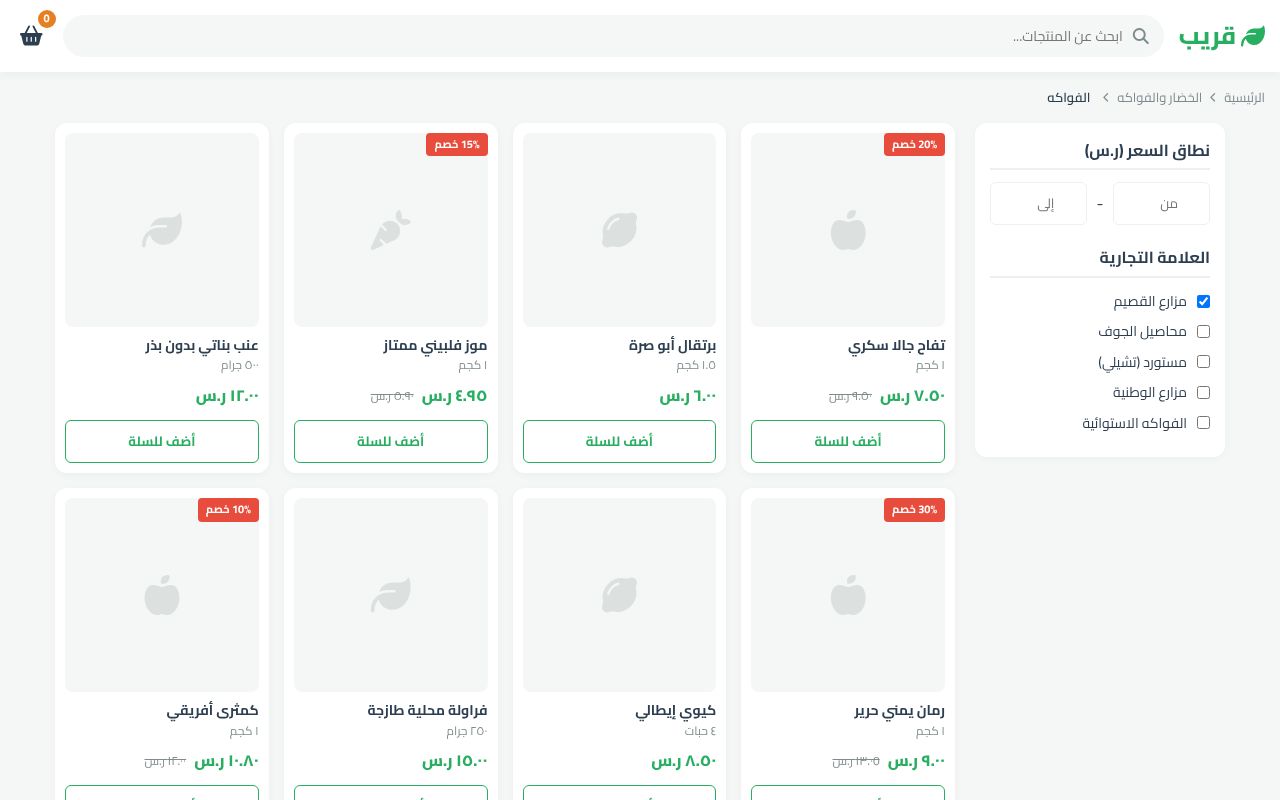 قريب
ابحث عن المنتجات...
0
الرئيسية
الخضار والفواكه
الفواكه
نطاق السعر (ر.س)
من - إلى
العلامة التجارية
مزارع القصيم
محاصيل الجوف
مستورد (تشيلي)
مزارع الوطنية
الفواكه الاستوائية
20% خصم
تفاح جالا سكري
١ كجم
٧.٥٠ ر.س ٩.٥٠ ر.س
أضف للسلة
برتقال أبو صرة
١.٥ كجم
٦.٠٠ ر.س
أضف للسلة
15% خصم
موز فلبيني ممتاز
١ كجم
٤.٩٥ ر.س ٥.٩٠ ر.س
أضف للسلة
عنب بناتي بدون بذر
٥٠٠ جرام
١٢.٠٠ ر.س
أضف للسلة
30% خصم
رمان يمني حرير
١ كجم
٩.٠٠ ر.س ١٣.٠٥ ر.س
كيوي إيطالي
٤ حبات
٨.٥٠ ر.س
فراولة محلية طازجة
٢٥٠ جرام
١٥.٠٠ ر.س
10% خصم
كمثرى أفريقي
١ كجم
١٠.٨٠ ر.س ١٢.٠٠ ر.س